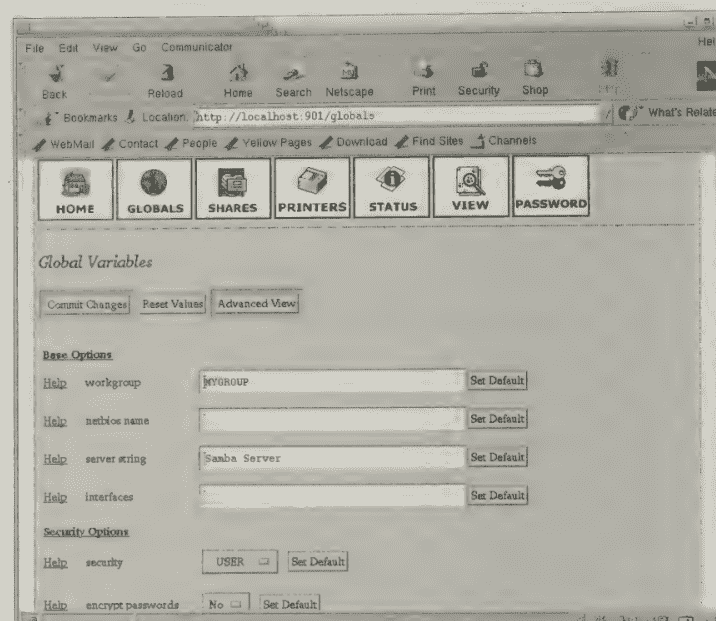 File Edit View Go Communicator Hel
Back Reload Home Search Netscape Print Security Shop
Bookmarks Location: http://localhost:901/globals What's Relate
WebMail Contact People Yellow Pages Download Find Sites Channels
HOME GLOBALS SHARES PRINTERS STATUS VIEW PASSWORD
Global Variables
Commit Changes Reset Values Advanced View
Base Options
Help workgroup MYGROUP Set Default
Help netbios name Set Default
Help server string Samba Server Set Default
Help interfaces Set Default
Security Options
Help security USER Set Default
Help encrypt passwords No Set Default